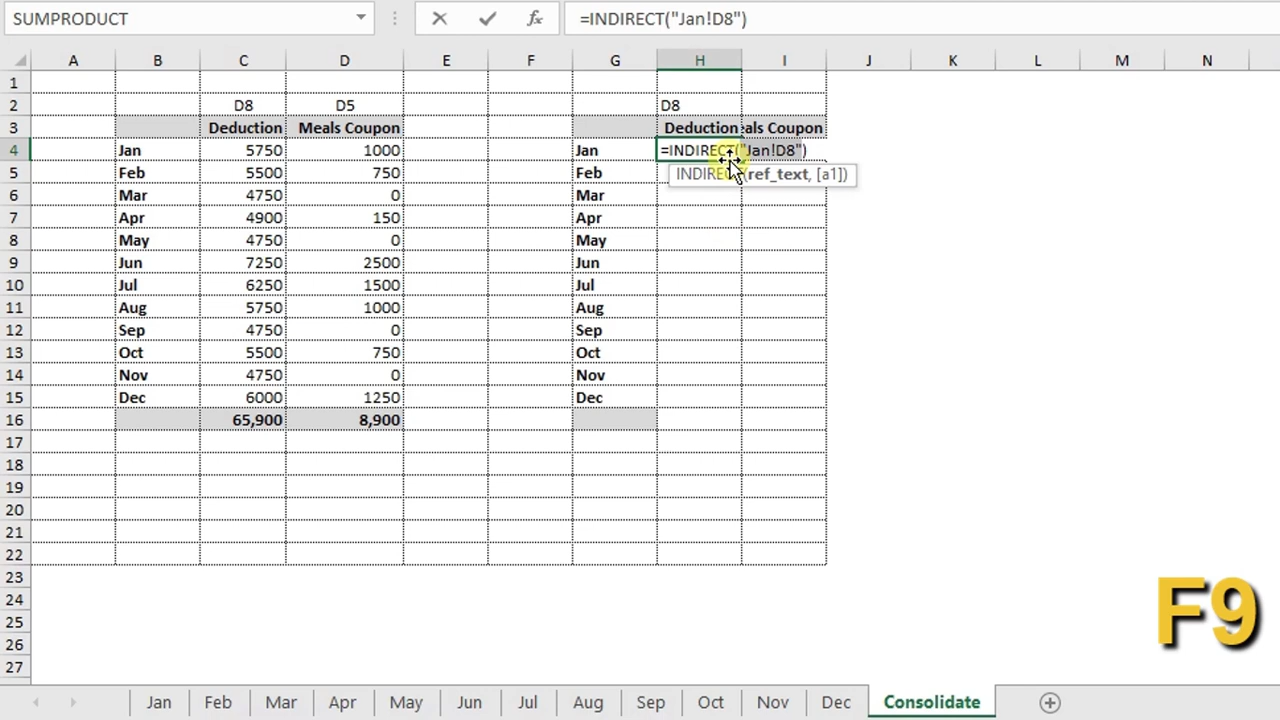 SUMPRODUCT =INDIRECT("Jan!D8")
A B C D E F G H I J K L M N
1
2 D8 D5 D8
3 Deduction Meals Coupon Deduction als Coupon
4 Jan 5750 1000 Jan =INDIRECT("Jan!D8")
5 Feb 5500 750 Feb INDIRECT(ref_text, [a1])
6 Mar 4750 0 Mar
7 Apr 4900 150 Apr
8 May 4750 0 May
9 Jun 7250 2500 Jun
10 Jul 6250 1500 Jul
11 Aug 5750 1000 Aug
12 Sep 4750 0 Sep
13 Oct 5500 750 Oct
14 Nov 4750 0 Nov
15 Dec 6000 1250 Dec
16 65,900 8,900
17
18
19
20
21
22
23
24
25
26
27
F9
Jan Feb Mar Apr May Jun Jul Aug Sep Oct Nov Dec Consolidate